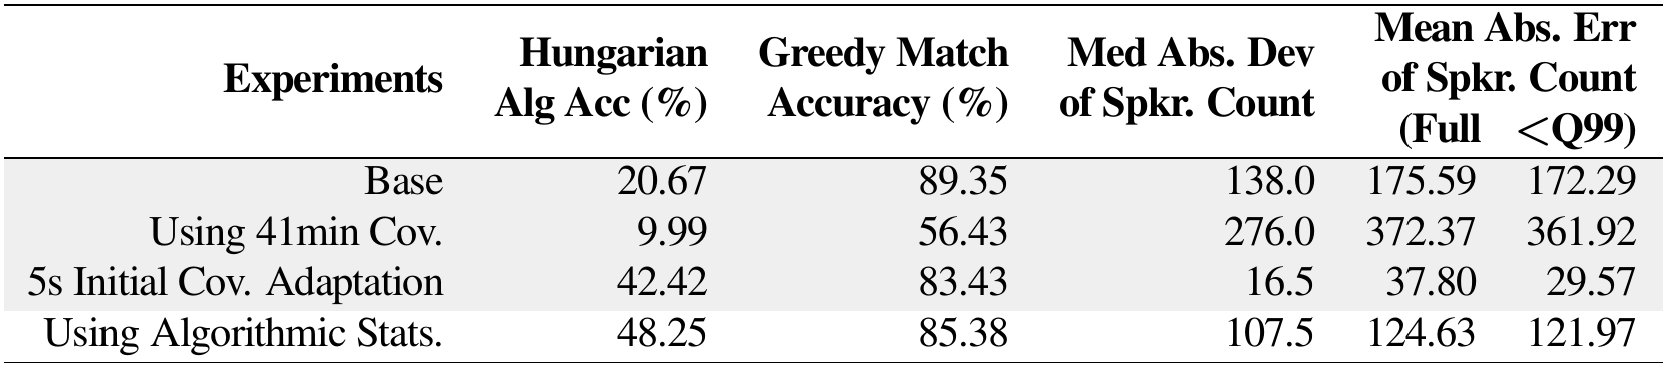 Experiments Hungarian Alg Acc (%) Greedy Match Accuracy (%) Med Abs. Dev of Spkr. Count Mean Abs. Err of Spkr. Count (Full <Q99)
Base 20.67 89.35 138.0 175.59 172.29
Using 41min Cov. 9.99 56.43 276.0 372.37 361.92
5s Initial Cov. Adaptation 42.42 83.43 16.5 37.80 29.57
Using Algorithmic Stats. 48.25 85.38 107.5 124.63 121.97